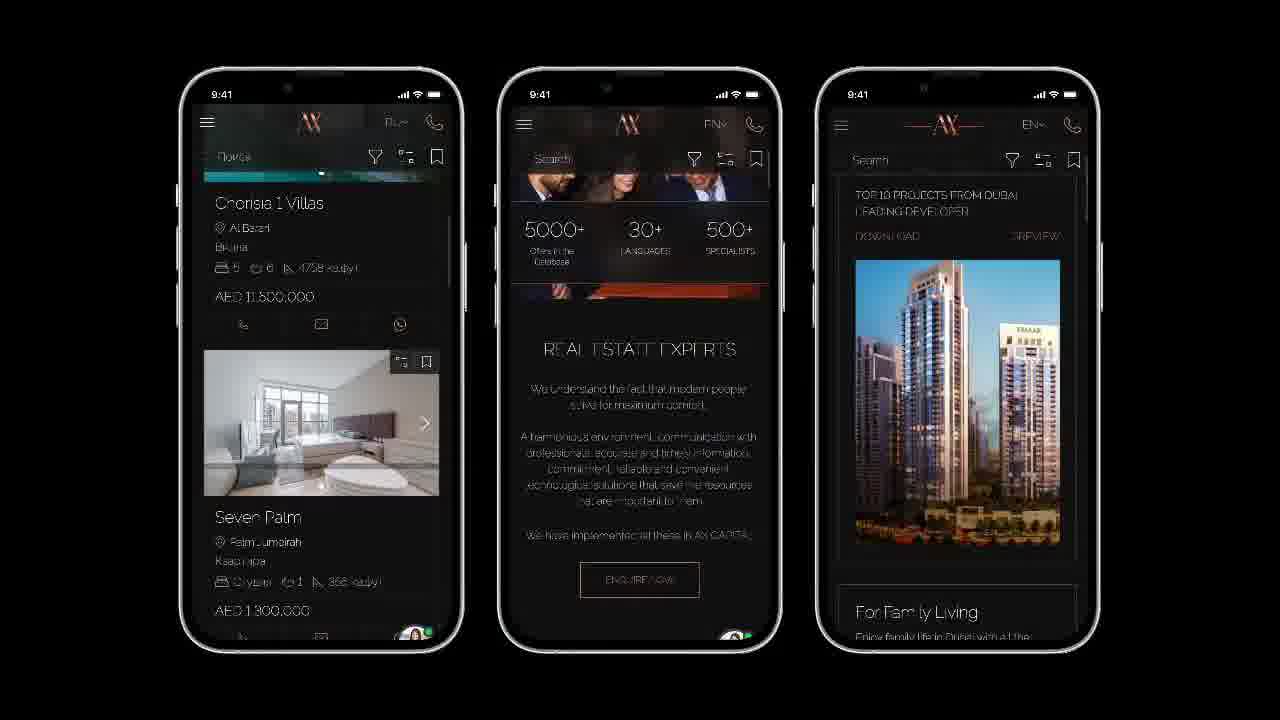 9:41
RU
Поиск
Chorisia 1 Villas
Al Barari
Вилла
5 6 4758 кв.фут
AED 11.500.000
Seven Palm
Palm Jumeirah
Квартира
Студия 1 356 кв.фут
AED 1.300.000
9:41
AX
EN
Search
5000+ 30+ 500+
Offers in the LANGUAGES SPECIALISTS
Database
REAL ESTATE EXPERTS
We understand the fact that modern people
strive for maximum comfort.
A harmonious environment, communication with
professionals, accurate and timely information,
commitment, reliable and convenient
technological solutions that save the resources
that are important to them.
We have implemented all these in AX CAPITAL
ENQUIRE NOW
9:41
AX
EN
Search
TOP 10 PROJECTS FROM DUBAI
LEADING DEVELOPER
DOWNLOAD PREVIEW
EMAAR
For Family Living
Enjoy family life in Dubai with all the